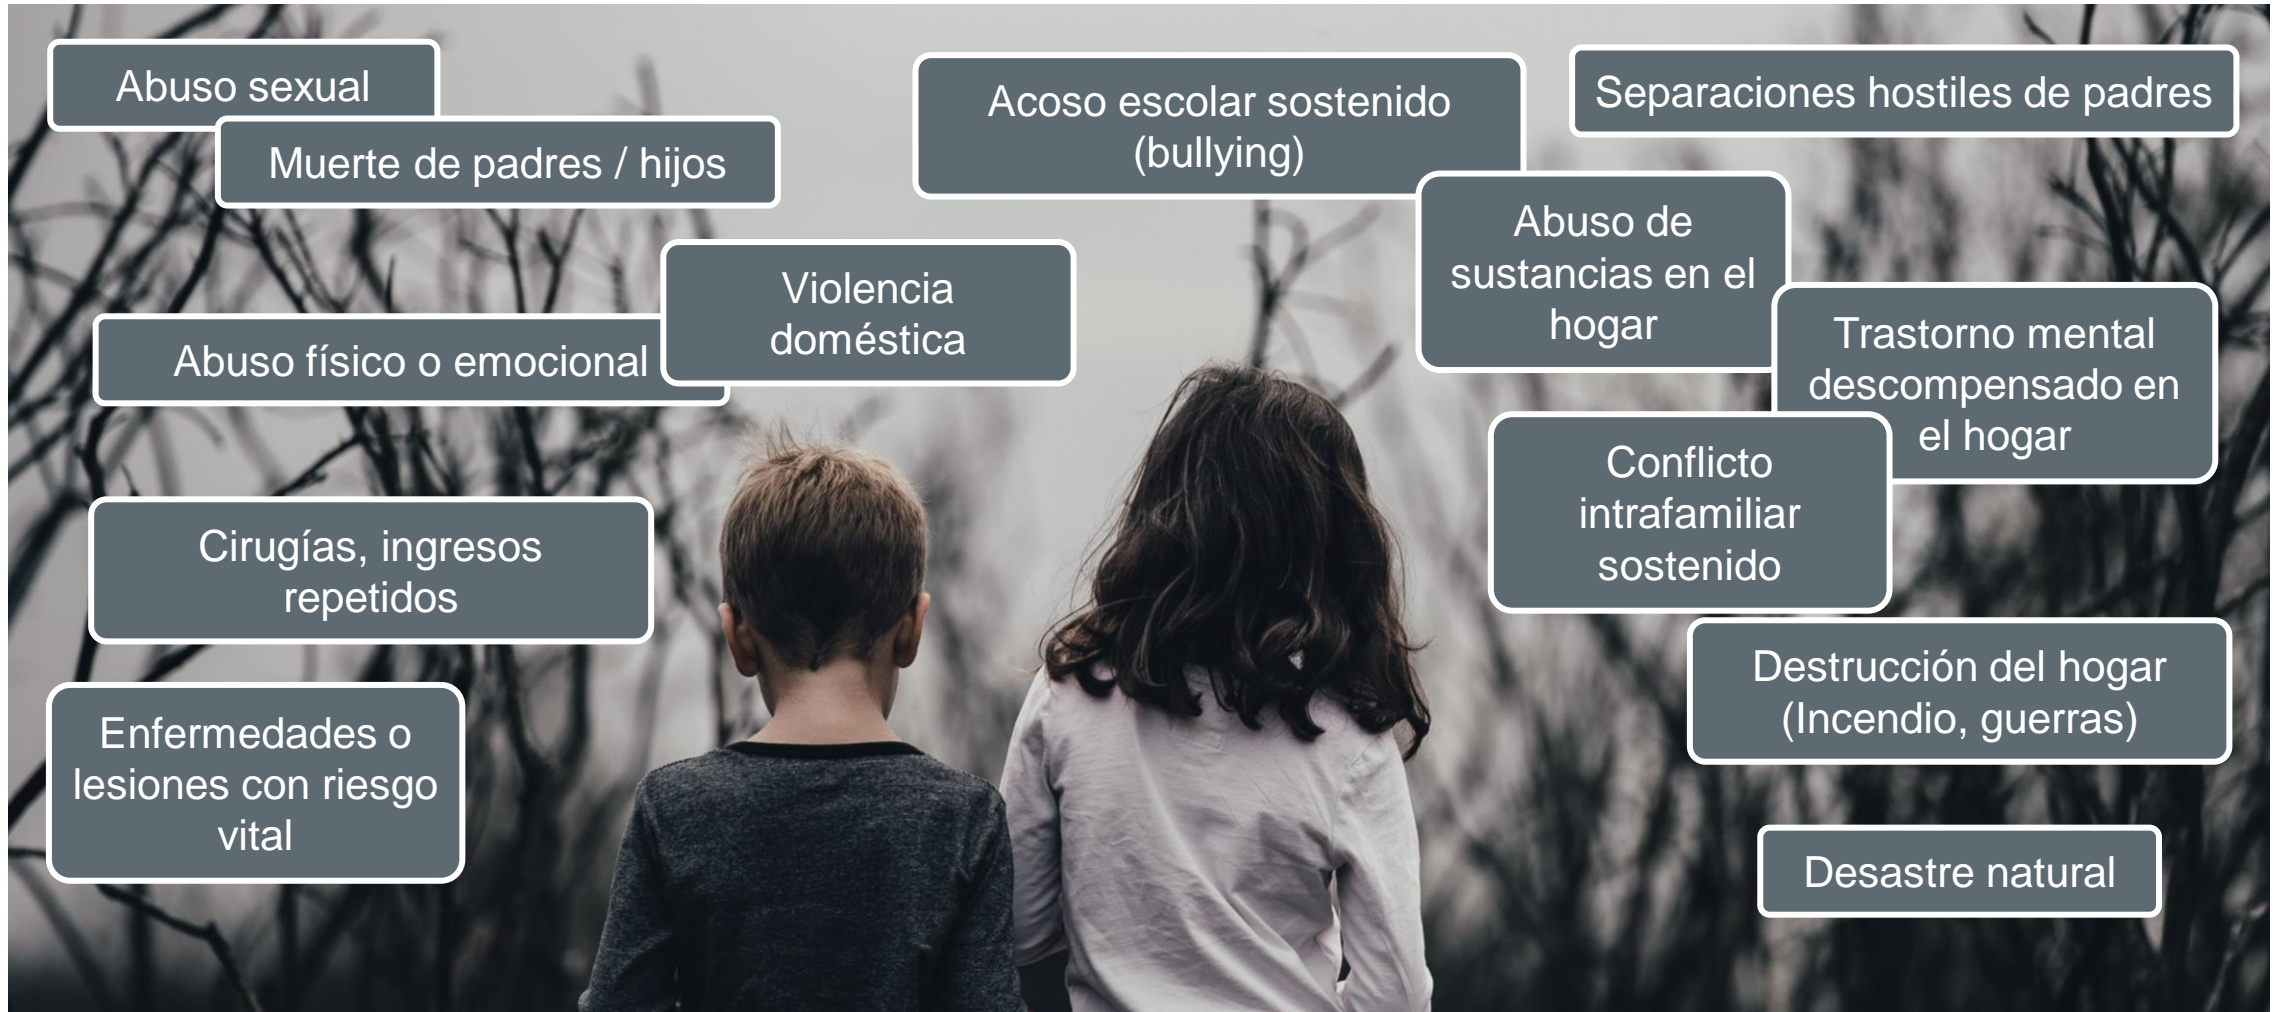 Abuso sexual
Muerte de padres / hijos
Acoso escolar sostenido
(bullying)
Separaciones hostiles de padres
Abuso de
sustancias en el
hogar
Violencia
doméstica
Abuso físico o emocional
Trastorno mental
descompensado en
el hogar
Conflicto
intrafamiliar
sostenido
Cirugías, ingresos
repetidos
Destrucción del hogar
(Incendio, guerras)
Enfermedades o
lesiones con riesgo
vital
Desastre natural